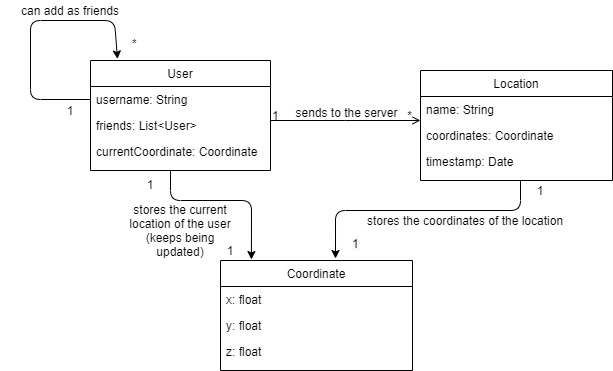 can add as friends
*
1
User
username: String
friends: List<User>
currentCoordinate: Coordinate
1
sends to the server
*
Location
name: String
coordinates: Coordinate
timestamp: Date
1
stores the current
location of the user
(keeps being
updated)
1
1
stores the coordinates of the location
1
Coordinate
x: float
y: float
z: float